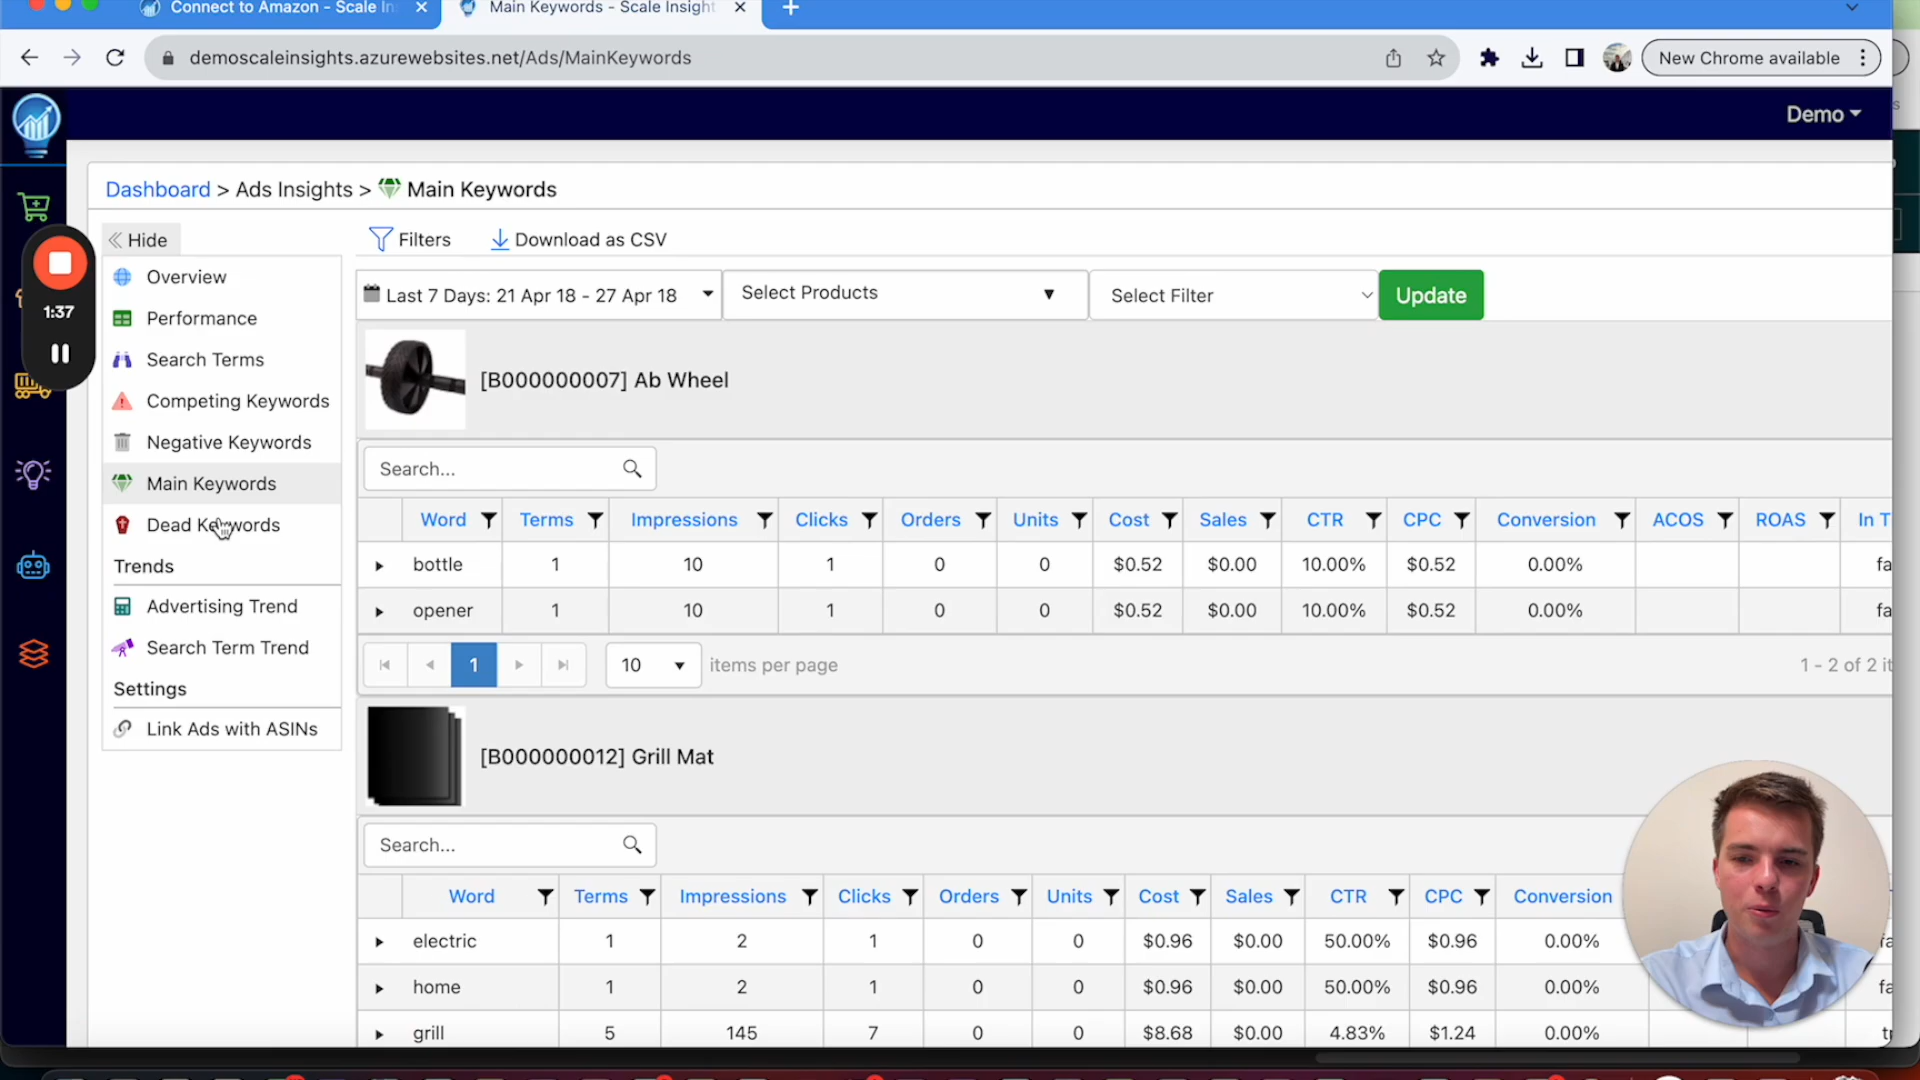 Connect to Amazon - Scale In
Main Keywords - Scale Insight
demoscaleinsights.azurewebsites.net/Ads/MainKeywords
New Chrome available
Demo
Dashboard > Ads Insights > Main Keywords
Hide
Filters
Download as CSV
Overview
Last 7 Days: 21 Apr 18 - 27 Apr 18
Select Products
Select Filter
Update
1:37
Performance
Search Terms
[B000000007] Ab Wheel
Competing Keywords
Negative Keywords
Search...
Main Keywords
Dead Keywords
Word Terms Impressions Clicks Orders Units Cost Sales CTR CPC Conversion ACOS ROAS In T
bottle 1 10 1 0 0 $0.52 $0.00 10.00% $0.52 0.00% fa
Trends
Advertising Trend
opener 1 10 1 0 0 $0.52 $0.00 10.00% $0.52 0.00% fa
Search Term Trend
1 10 items per page 1 - 2 of 2 it
Settings
Link Ads with ASINs
[B000000012] Grill Mat
Search...
Word Terms Impressions Clicks Orders Units Cost Sales CTR CPC Conversion
electric 1 2 1 0 0 $0.96 $0.00 50.00% $0.96 0.00% fa
home 1 2 1 0 0 $0.96 $0.00 50.00% $0.96 0.00% fa
grill 5 145 7 0 0 $8.68 $0.00 4.83% $1.24 0.00% tr